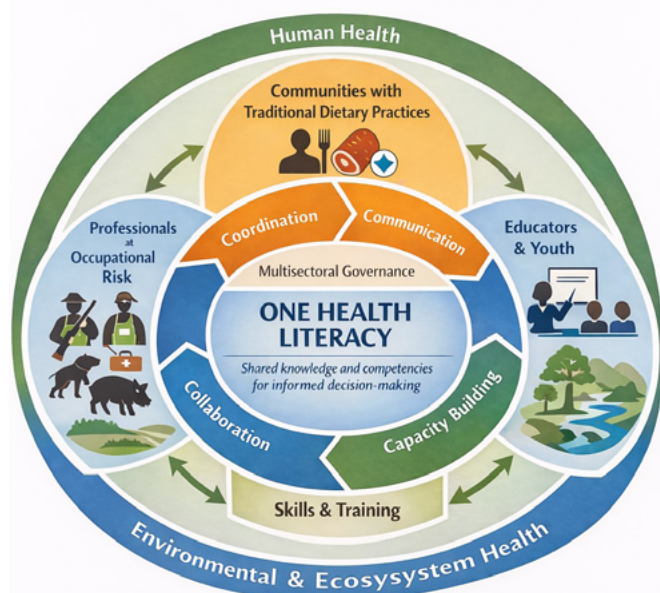 Human Health
Communities with
Traditional Dietary Practices
Professionals
at
Occupational
Risk
Educators
& Youth
Coordination
Communication
Multisectoral Governance
ONE HEALTH
LITERACY
Shared knowledge and competencies
for informed decision-making
Collaboration
Capacity Building
Skills & Training
Environmental & Ecosysystem Health